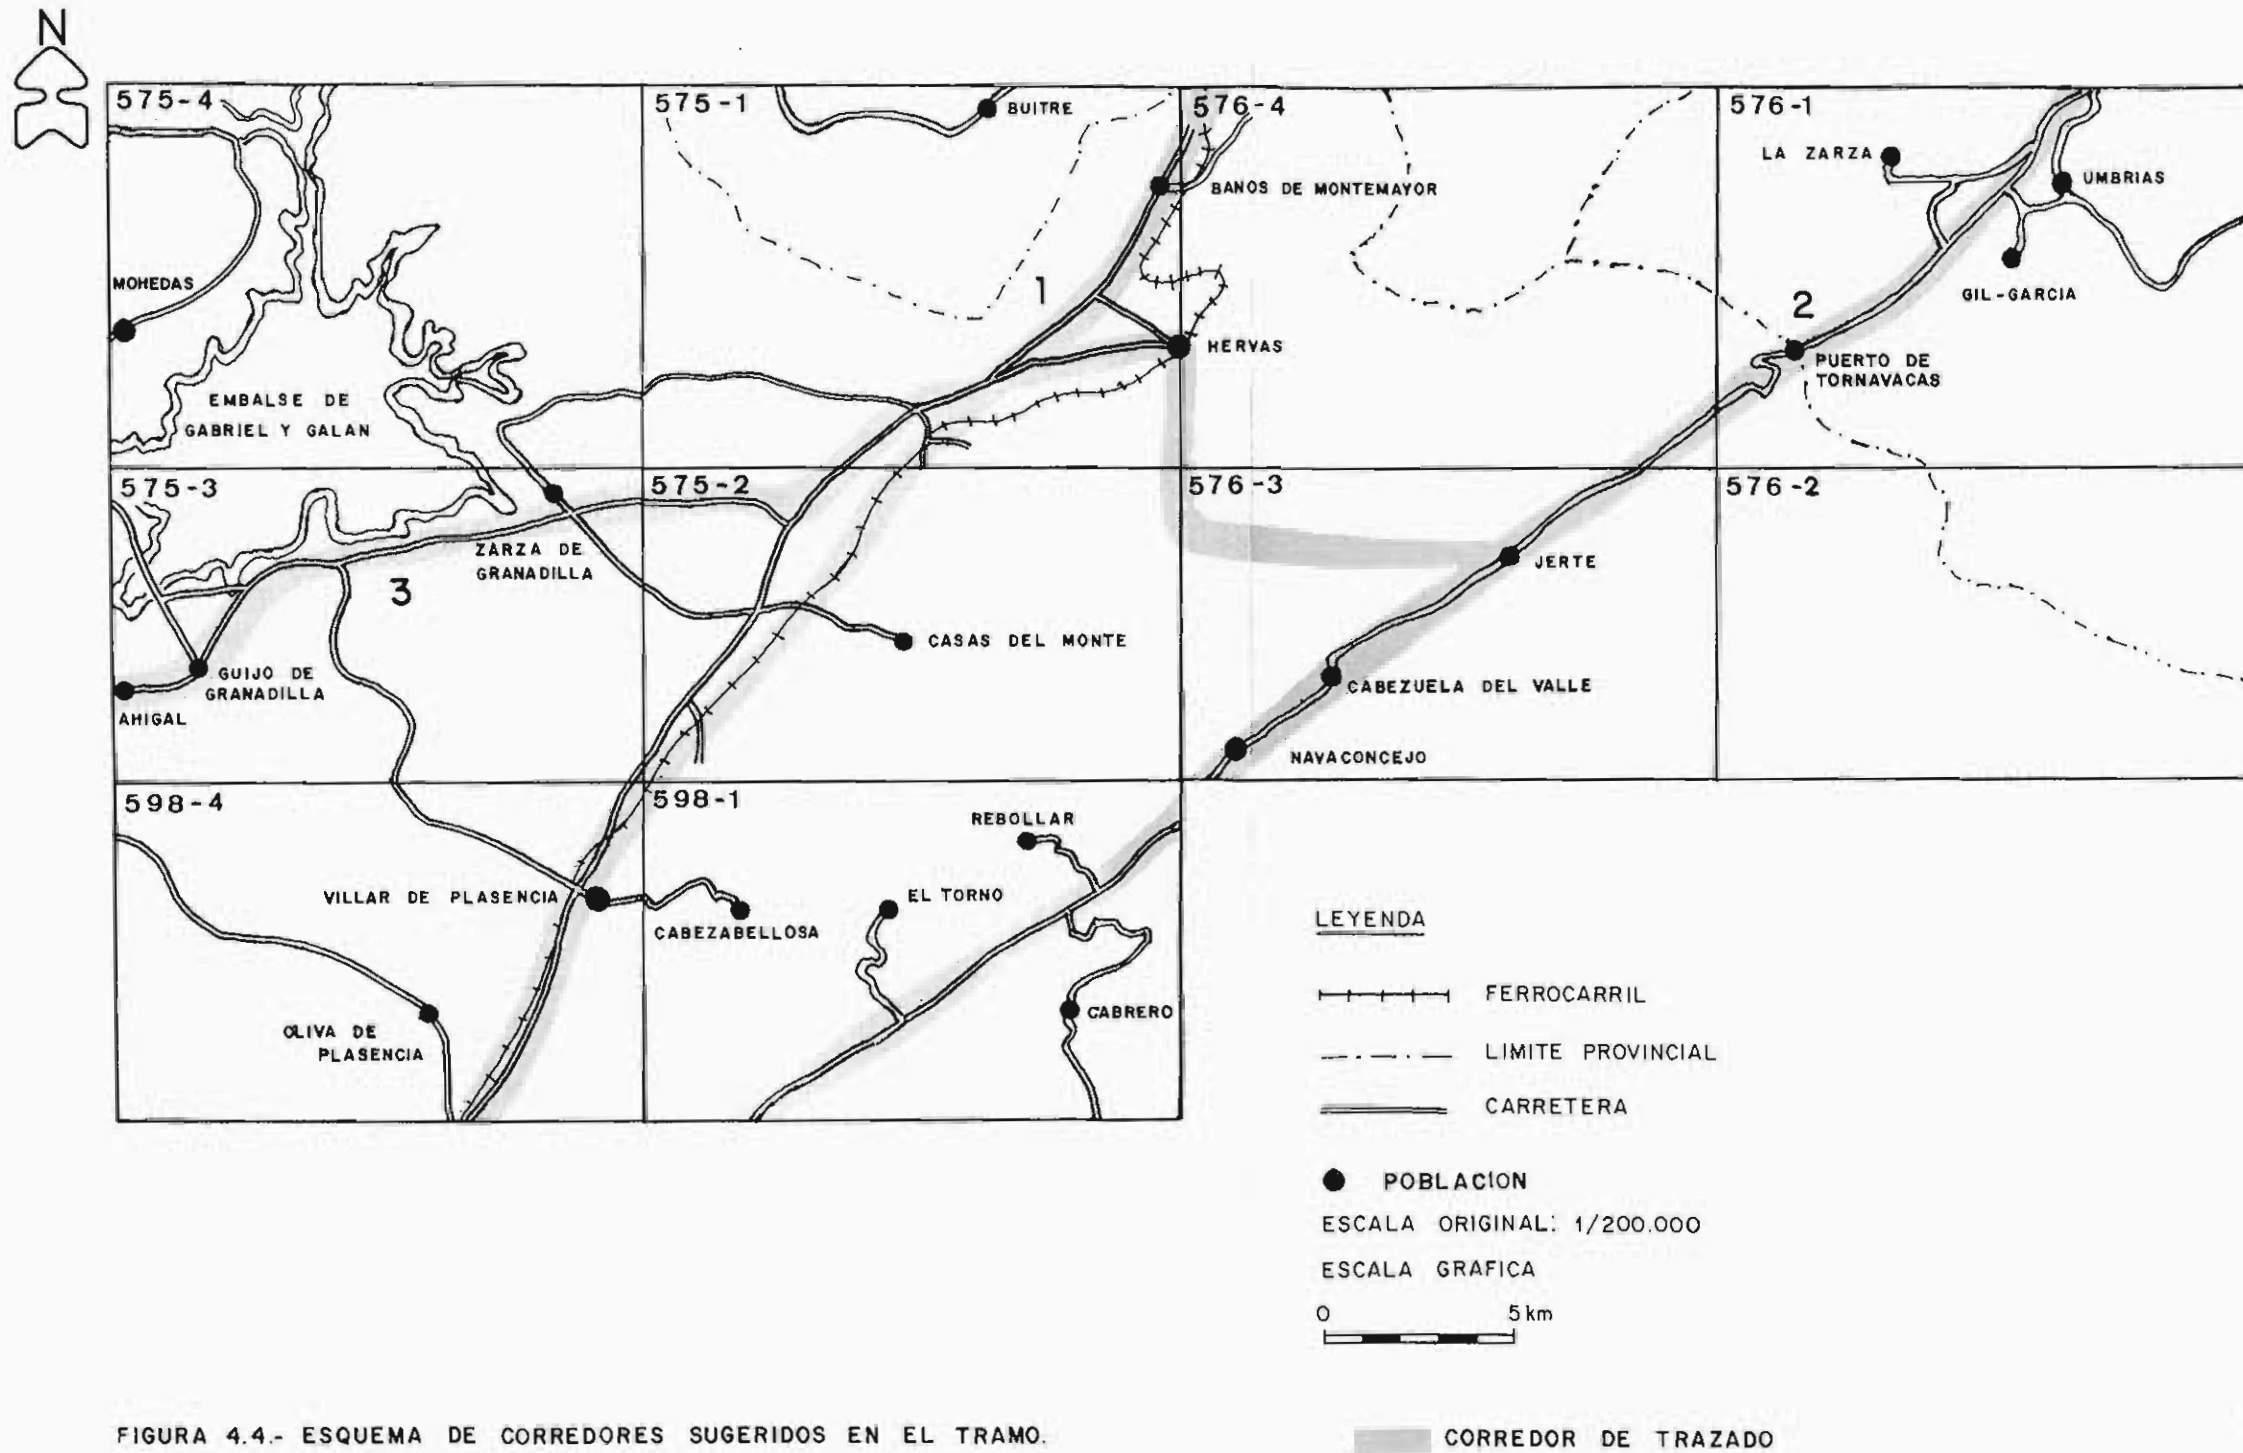 N
575-4
575-1
576-4
576-1
BUITRE
LA ZARZA
UMBRIAS
BANOS DE MONTEMAYOR
MOHEDAS
1
GIL-GARCIA
2
HERVAS
PUERTO DE
TORNAVACAS
EMBALSE DE
GABRIEL Y GALAN
575-3
575-2
576-3
576-2
ZARZA DE
GRANADILLA
JERTE
3
CASAS DEL MONTE
GUIJO DE
GRANADILLA
CABEZUELA DEL VALLE
AHIGAL
NAVACONCEJO
598-4
598-1
REBOLLAR
VILLAR DE PLASENCIA
EL TORNO
CABEZABELLOSA
CABRERO
OLIVA DE
PLASENCIA
LEYENDA
FERROCARRIL
LIMITE PROVINCIAL
CARRETERA
POBLACION
ESCALA ORIGINAL: 1/200.000
ESCALA GRAFICA
0 5 km
FIGURA 4.4.- ESQUEMA DE CORREDORES SUGERIDOS EN EL TRAMO.
CORREDOR DE TRAZADO